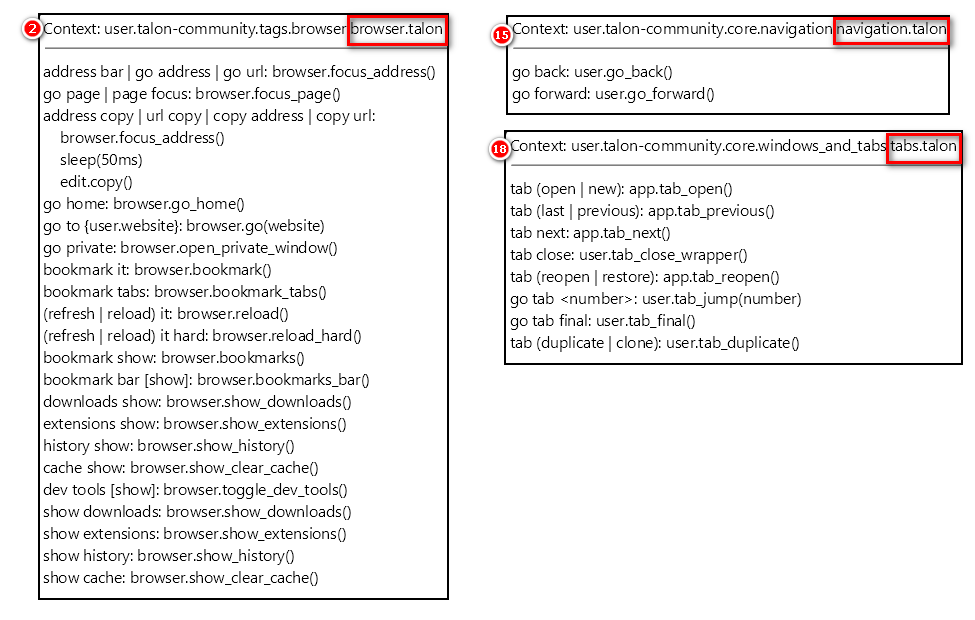 2
Context: user.talon-community.tags.browser browser.talon
address bar | go address | go url: browser.focus_address()
go page | page focus: browser.focus_page()
address copy | url copy | copy address | copy url:
browser.focus_address()
sleep(50ms)
edit.copy()
go home: browser.go_home()
go to {user.website}: browser.go(website)
go private: browser.open_private_window()
bookmark it: browser.bookmark()
bookmark tabs: browser.bookmark_tabs()
(refresh | reload) it: browser.reload()
(refresh | reload) it hard: browser.reload_hard()
bookmark show: browser.bookmarks()
bookmark bar [show]: browser.bookmarks_bar()
downloads show: browser.show_downloads()
extensions show: browser.show_extensions()
history show: browser.show_history()
cache show: browser.show_clear_cache()
dev tools [show]: browser.toggle_dev_tools()
show downloads: browser.show_downloads()
show extensions: browser.show_extensions()
show history: browser.show_history()
show cache: browser.show_clear_cache()
15
Context: user.talon-community.core.navigation navigation.talon
go back: user.go_back()
go forward: user.go_forward()
18
Context: user.talon-community.core.windows_and_tabs tabs.talon
tab (open | new): app.tab_open()
tab (last | previous): app.tab_previous()
tab next: app.tab_next()
tab close: user.tab_close_wrapper()
tab (reopen | restore): app.tab_reopen()
go tab <number>: user.tab_jump(number)
go tab final: user.tab_final()
tab (duplicate | clone): user.tab_duplicate()